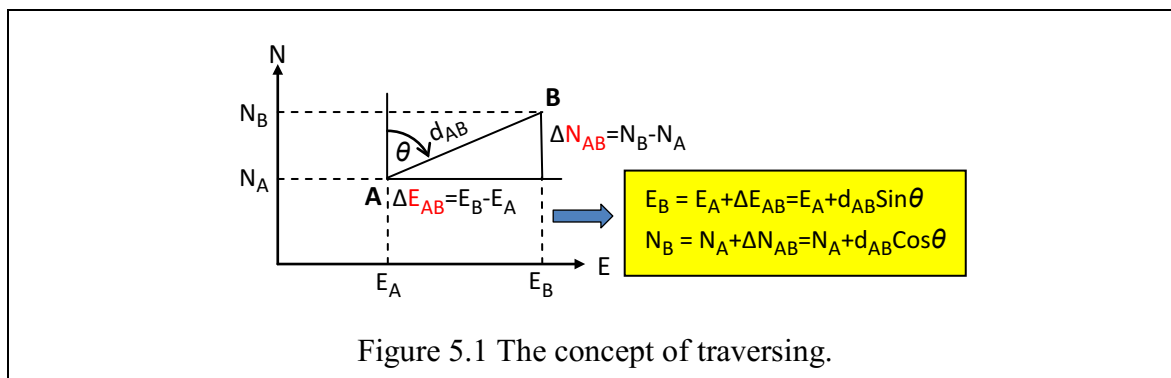 N
N_B
B
d_AB
θ
ΔN_AB=N_B-N_A
N_A
A
ΔE_AB=E_B-E_A
E_B = E_A+ΔE_AB=E_A+d_ABSinθ
N_B = N_A+ΔN_AB=N_A+d_ABCosθ
E
E_A
E_B
Figure 5.1 The concept of traversing.